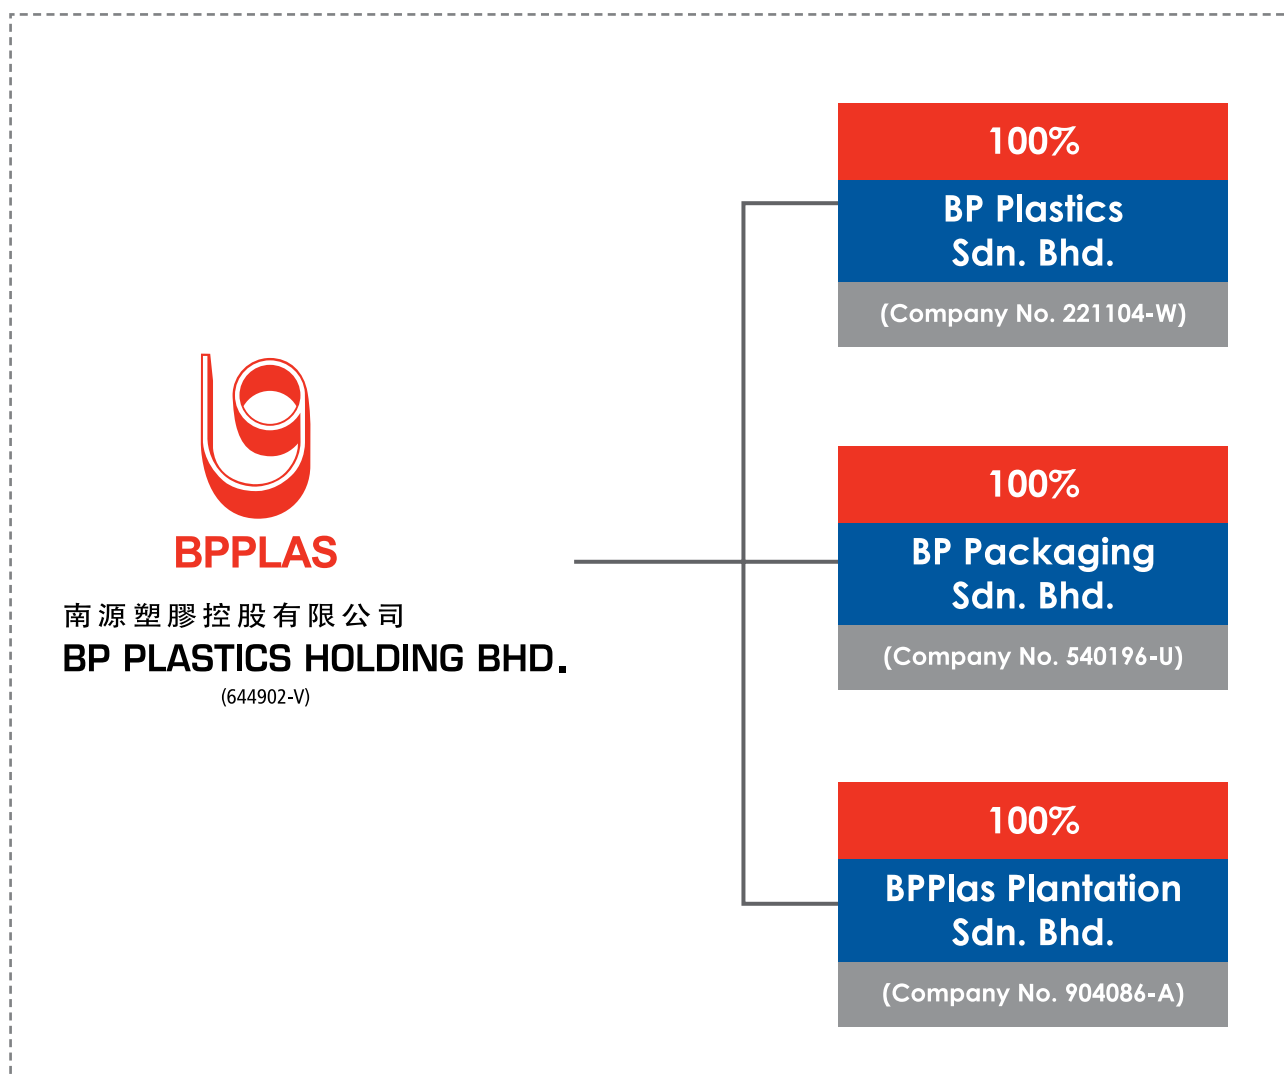 BPPLAS
南源塑膠控股有限公司
BP PLASTICS HOLDING BHD.
(644902-V)
100%
BP Plastics
Sdn. Bhd.
(Company No. 221104-W)
100%
BP Packaging
Sdn. Bhd.
(Company No. 540196-U)
100%
BPPlas Plantation
Sdn. Bhd.
(Company No. 904086-A)